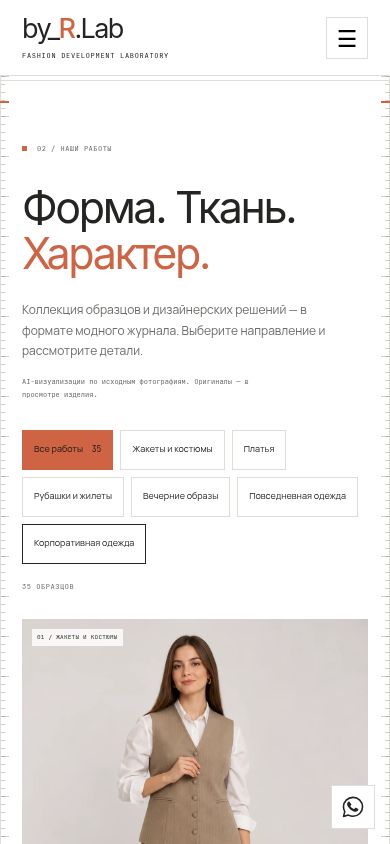 by_R.Lab
FASHION DEVELOPMENT LABORATORY
02 / НАШИ РАБОТЫ
Форма. Ткань.
Характер.
Коллекция образцов и дизайнерских решений — в
формате модного журнала. Выберите направление и
рассмотрите детали.
AI-визуализации по исходным фотографиям. Оригиналы — в
просмотре изделия.
Все работы 35
Жакеты и костюмы
Платья
Рубашки и жилеты
Вечерние образы
Повседневная одежда
Корпоративная одежда
35 ОБРАЗЦОВ
01 / ЖАКЕТЫ И КОСТЮМЫ